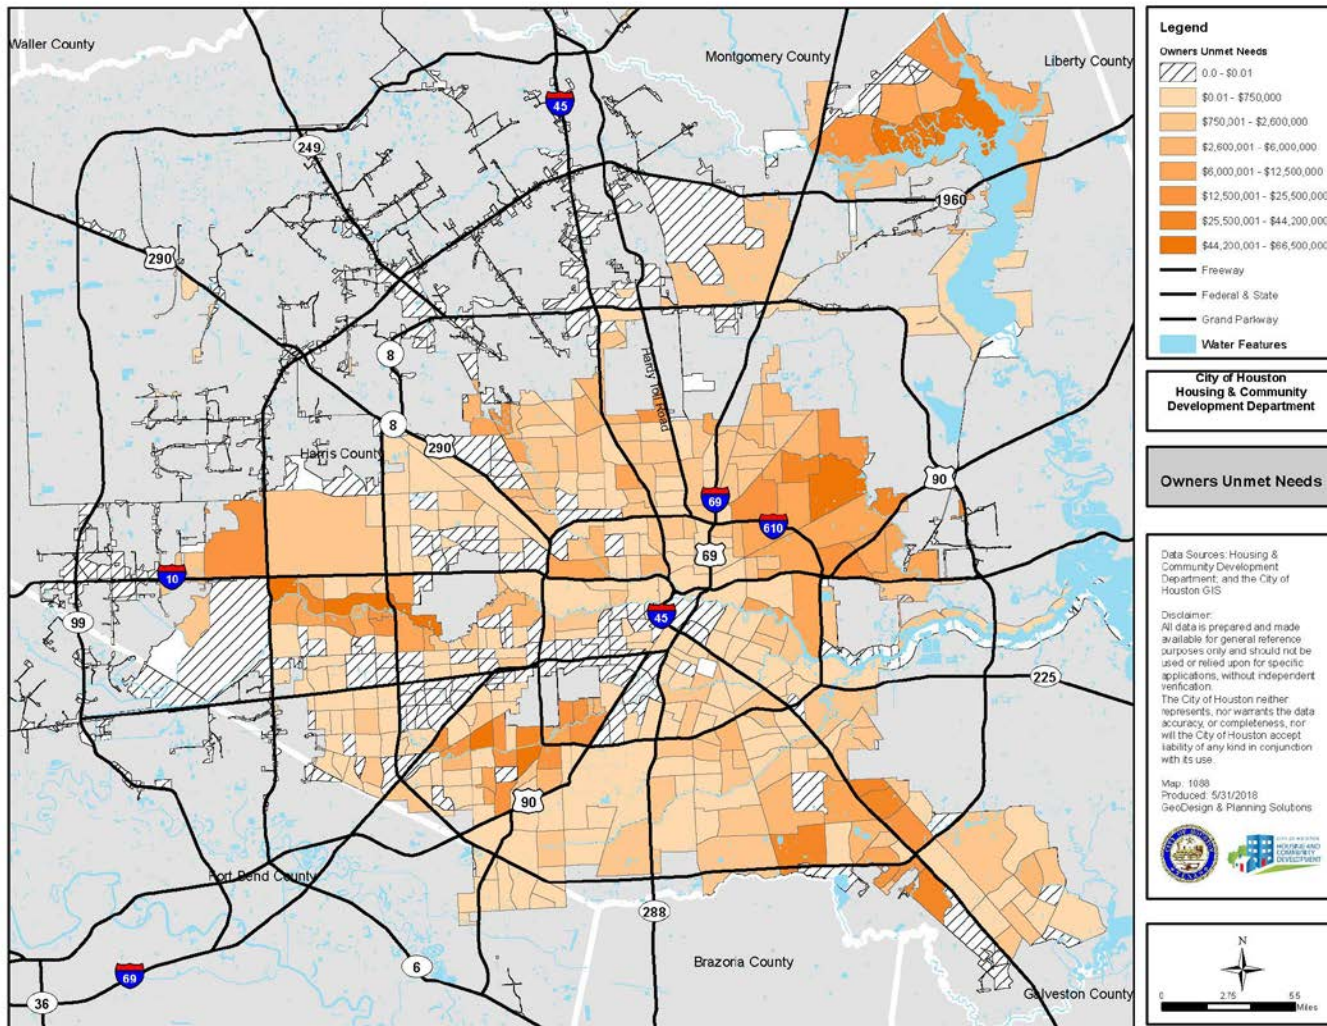 Waller County
Montgomery County
Liberty County
45
249
1960
290
8
Hardy Toll Road
8
290
Harris County
90
69
610
69
10
45
99
225
90
Fort Bend County
288
6
Brazoria County
69
36
Galveston County
Legend
Owners Unmet Needs
0.0 - $0.01
$0.01 - $750,000
$750,001 - $2,600,000
$2,600,001 - $6,000,000
$6,000,001 - $12,500,000
$12,500,001 - $25,500,000
$25,500,001 - $44,200,000
$44,200,001 - $66,500,000
Freeway
Federal & State
Grand Parkway
Water Features
City of Houston
Housing & Community
Development Department
Owners Unmet Needs
Data Sources: Housing &
Community Development
Department; and the City of
Houston GIS
Disclaimer:
All data is prepared and made
available for general reference
purposes only and should not be
used or relied upon for specific
applications, without independent
verification.
The City of Houston neither
represents, nor warrants the data
accuracy, or completeness, nor
will the City of Houston accept
liability of any kind in conjunction
with its use.
Map: 1088
Produced: 5/31/2018
GeoDesign & Planning Solutions
CITY OF HOUSTON
HOUSING AND
COMMUNITY
DEVELOPMENT
N
0 2.75 5.5
Miles